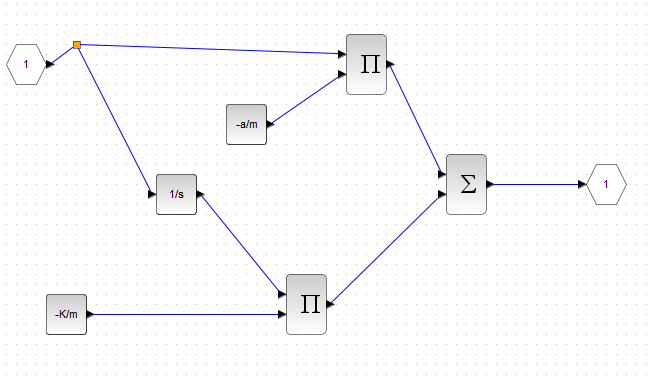 ∏
1
-a/m
Σ
1
1/s
∏
-K/m